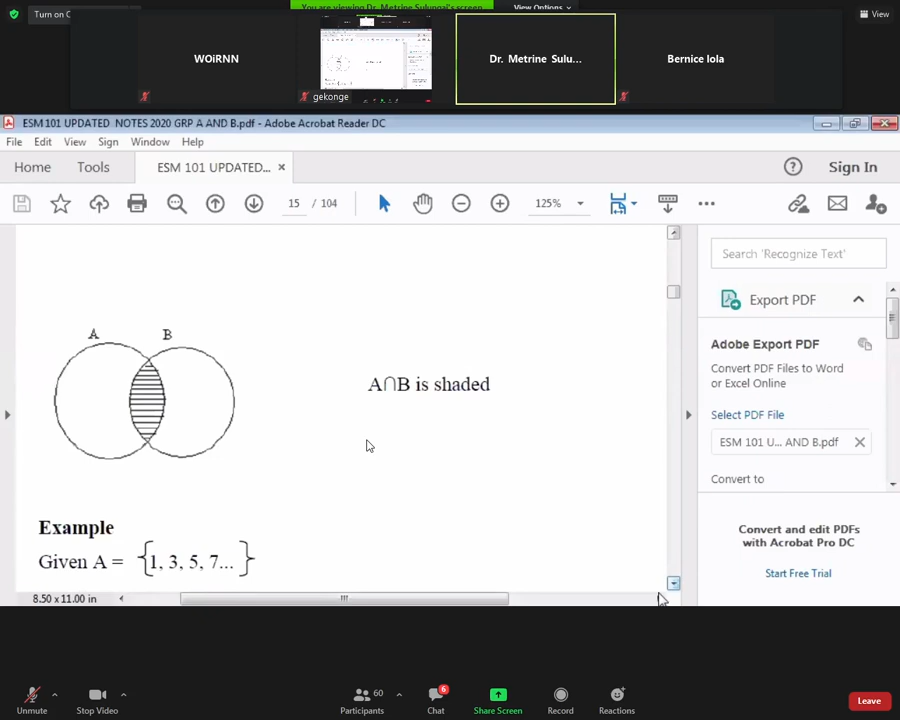 You are viewing Dr. Metrine Sulungai's screen
View Options
Turn on C
View
WOiRNN
gekonge
Dr. Metrine Sulu...
Bernice lola
ESM 101 UPDATED NOTES 2020 GRP A AND B.pdf - Adobe Acrobat Reader DC
File Edit View Sign Window Help
Home Tools ESM 101 UPDATED... × Sign In
15 / 104 125%
Search 'Recognize Text'
Export PDF
Adobe Export PDF
Convert PDF Files to Word
or Excel Online
Select PDF File
ESM 101 U... AND B.pdf
Convert to
Convert and edit PDFs
with Acrobat Pro DC
Start Free Trial
A B
A∩B is shaded
Example
Given A = {1, 3, 5, 7... }
8.50 x 11.00 in
Unmute
Stop Video
Participants 60
Chat 6
Share Screen
Record
Reactions
Leave